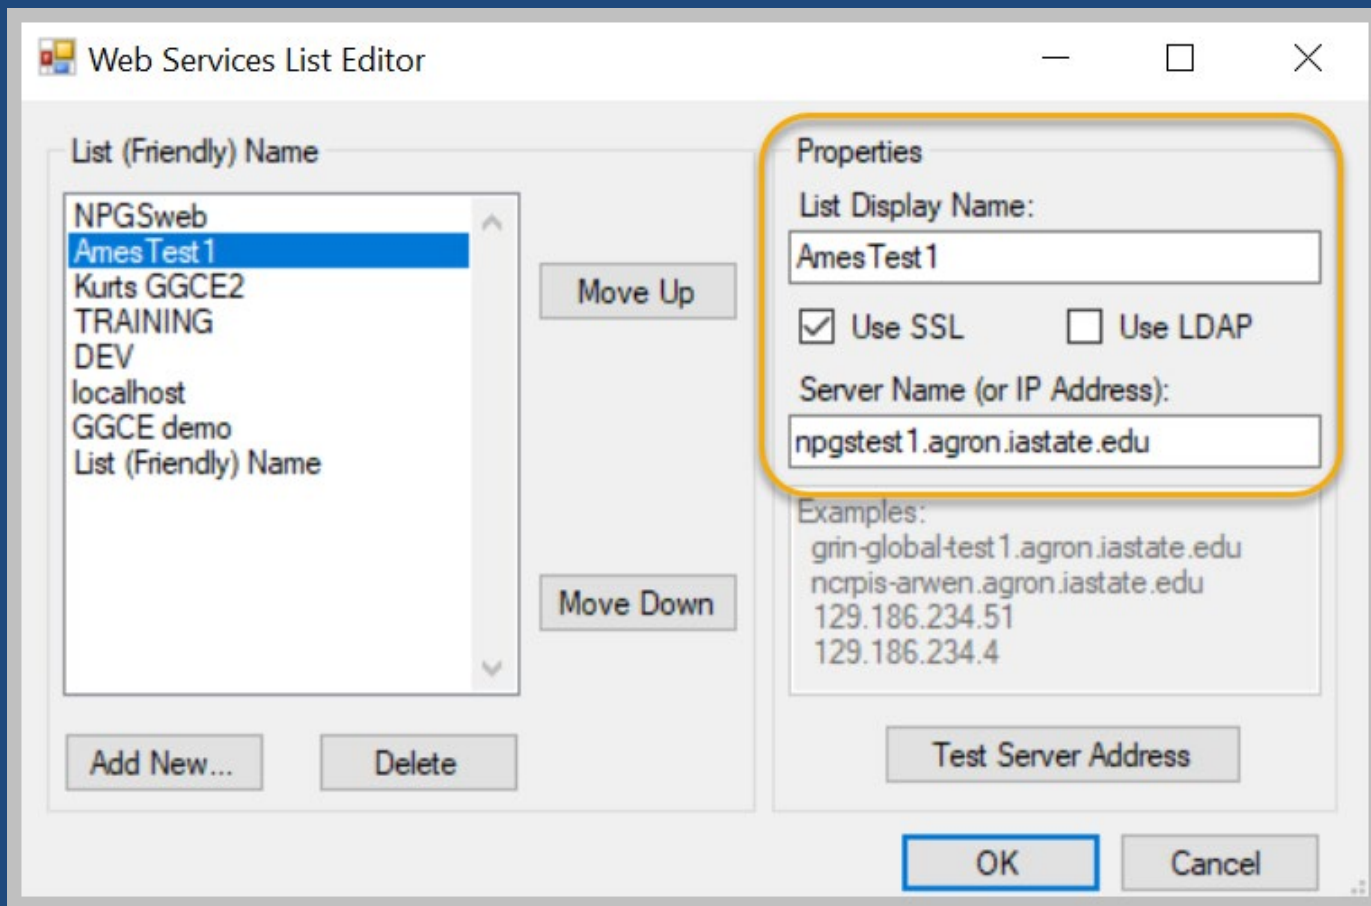 Web Services List Editor
List (Friendly) Name
NPGSweb
AmesTest1
Kurts GGCE2
TRAINING
DEV
localhost
GGCE demo
List (Friendly) Name
Move Up
Move Down
Add New...
Delete
Properties
List Display Name:
AmesTest1
Use SSL
Use LDAP
Server Name (or IP Address):
npgstest1.agron.iastate.edu
Examples:
grin-global-test1.agron.iastate.edu
ncrpis-arwen.agron.iastate.edu
129.186.234.51
129.186.234.4
Test Server Address
OK
Cancel